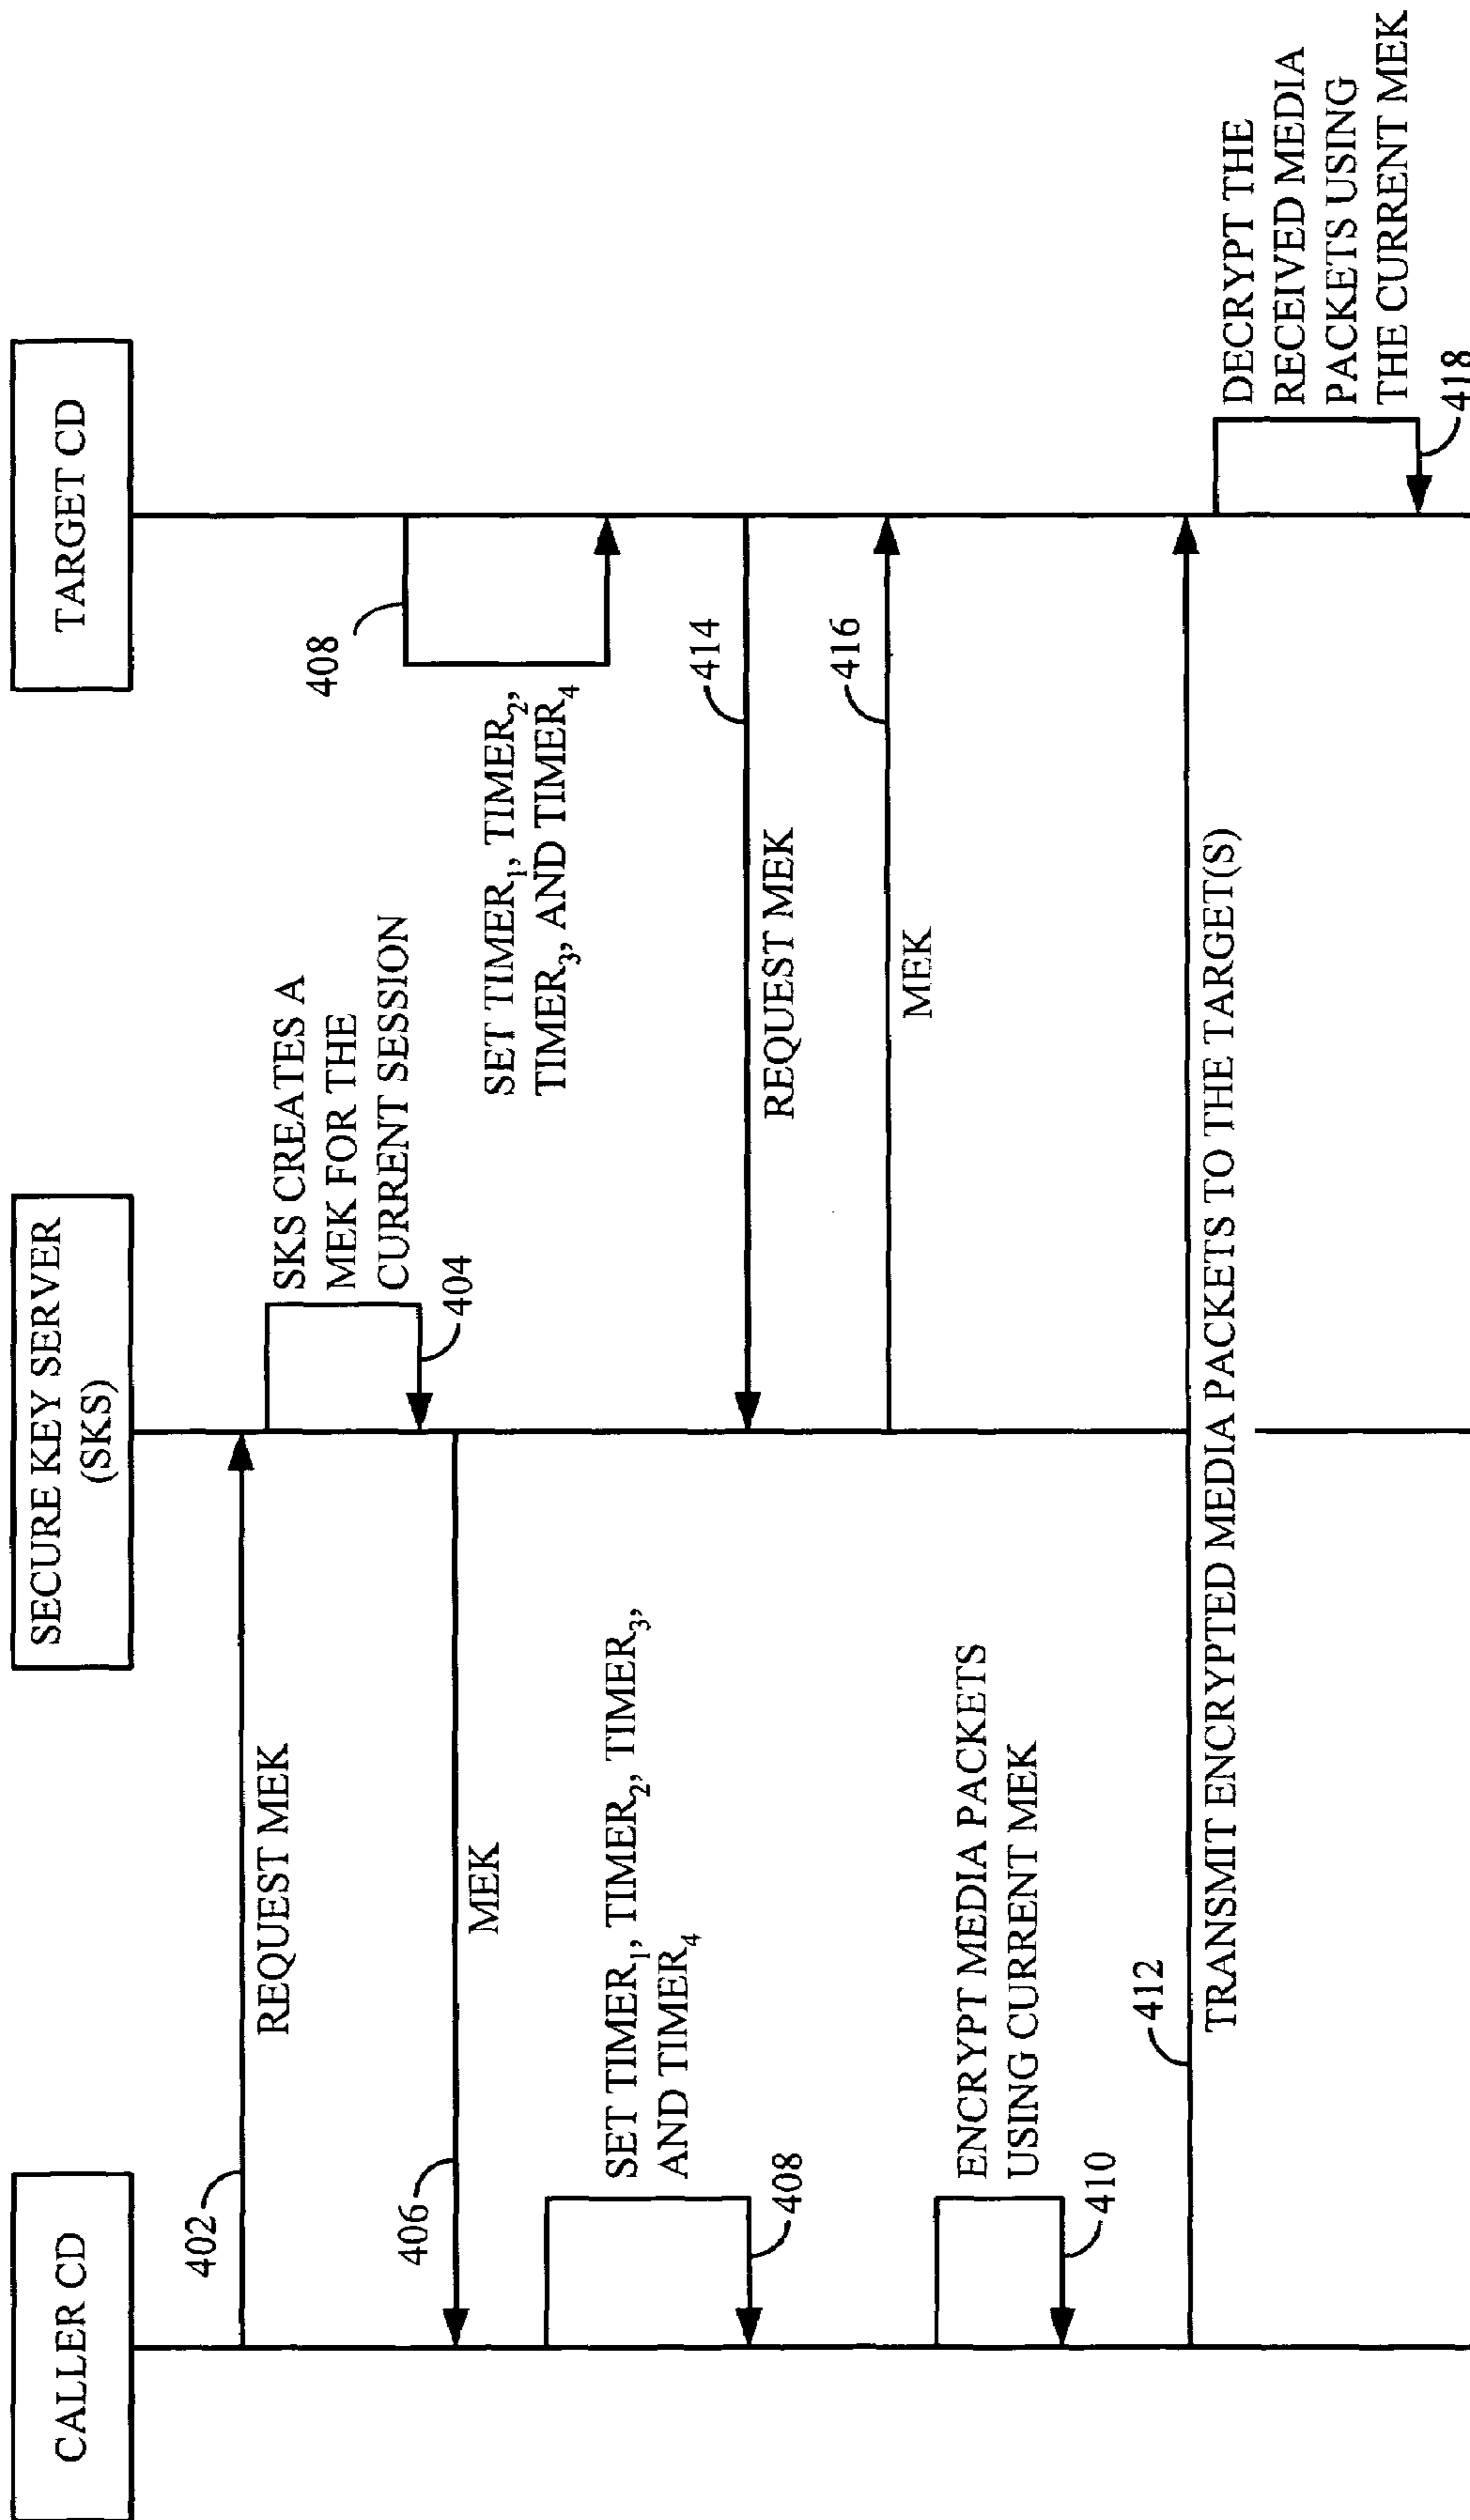 CALLER CD
SECURE KEY SERVER
(SKS)
TARGET CD
402
REQUEST MEK
SKS CREATES A
MEK FOR THE
CURRENT SESSION
404
406
MEK
408
SET TIMER1, TIMER2,
TIMER3, AND TIMER4
SET TIMER1, TIMER2, TIMER3,
AND TIMER4
408
414
REQUEST MEK
416
MEK
ENCRYPT MEDIA PACKETS
USING CURRENT MEK
410
412
TRANSMIT ENCRYPTED MEDIA PACKETS TO THE TARGET(S)
DECRYPT THE
RECEIVED MEDIA
PACKETS USING
THE CURRENT MEK
418